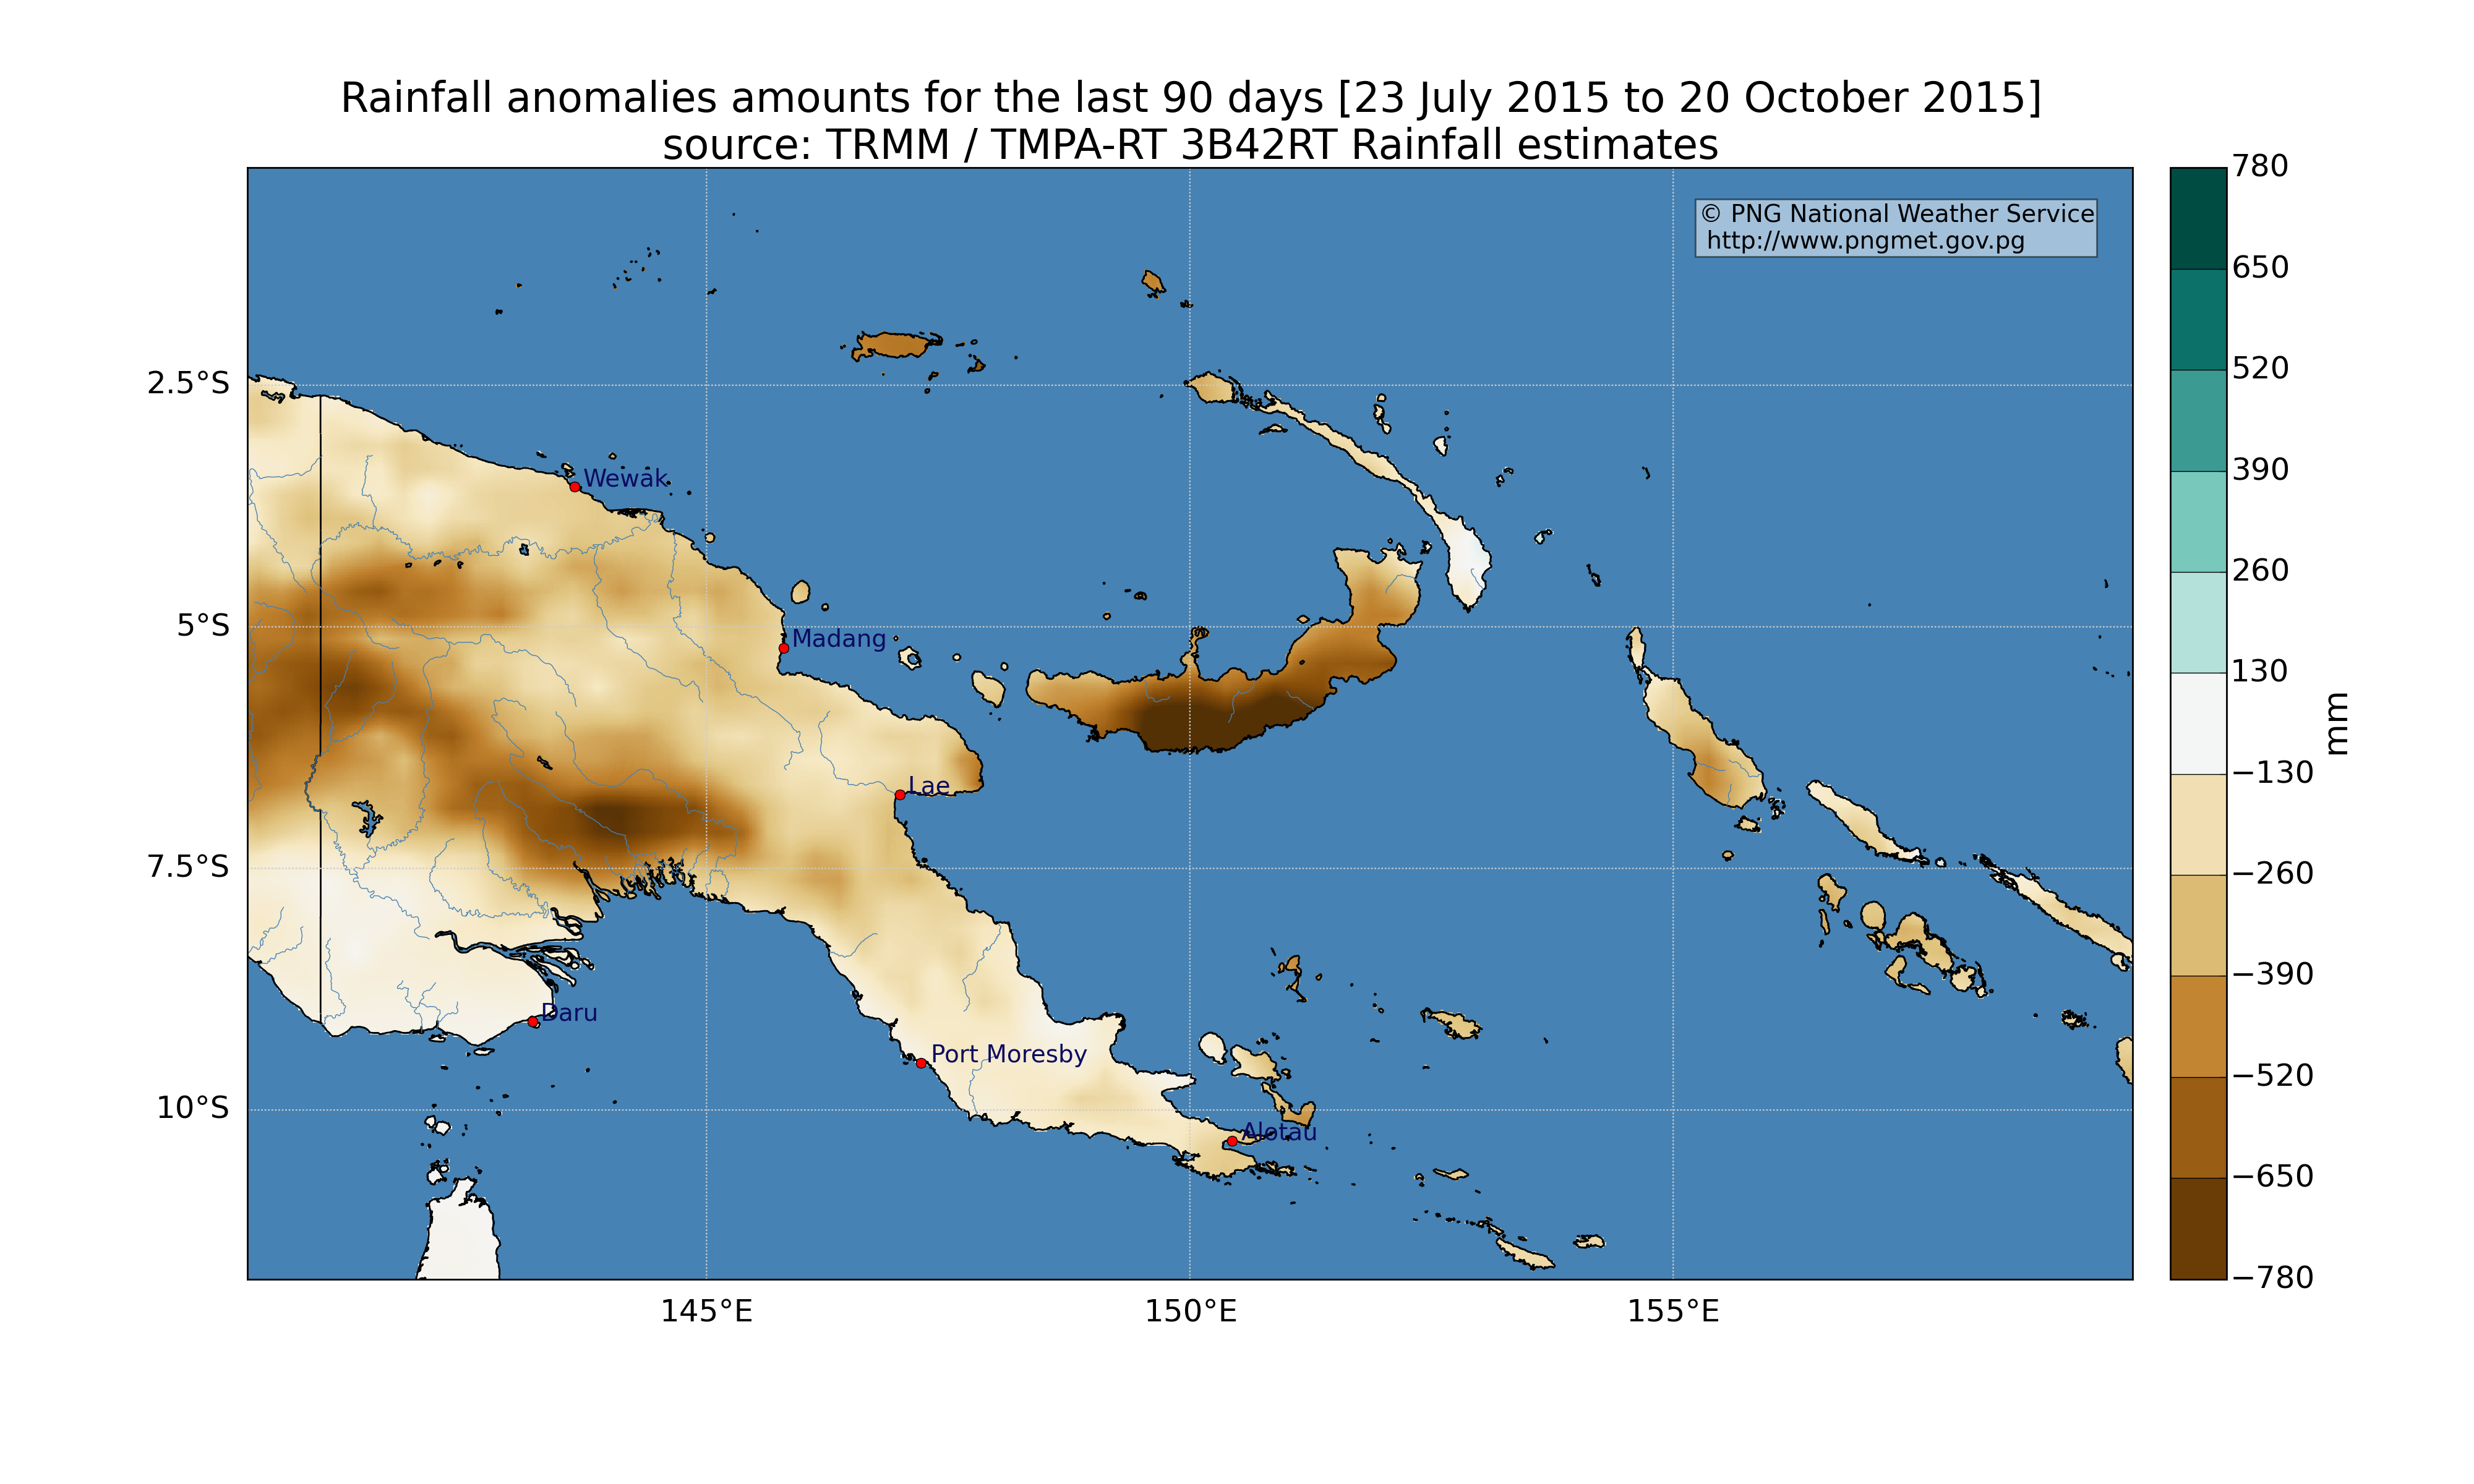 Rainfall anomalies amounts for the last 90 days [23 July 2015 to 20 October 2015]
source: TRMM / TMPA-RT 3B42RT Rainfall estimates
© PNG National Weather Service
http://www.pngmet.gov.pg
2.5°S
5°S
7.5°S
10°S
Wewak
Madang
Lae
Daru
Port Moresby
Alotau
145°E
150°E
155°E
780
650
520
390
260
130
−130
−260
−390
−520
−650
−780
mm